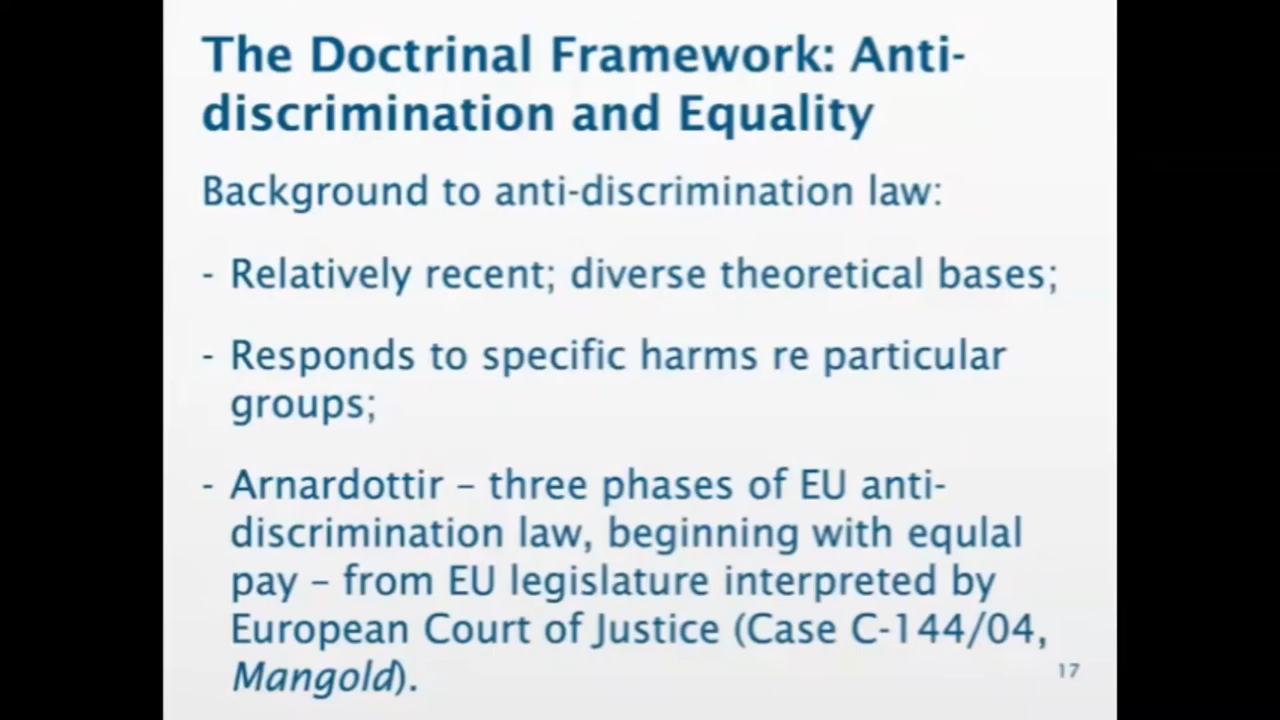 The Doctrinal Framework: Anti-
discrimination and Equality
Background to anti-discrimination law:
- Relatively recent; diverse theoretical bases;
- Responds to specific harms re particular
groups;
- Arnardottir – three phases of EU anti-
discrimination law, beginning with equlal
pay – from EU legislature interpreted by
European Court of Justice (Case C-144/04,
Mangold).
17